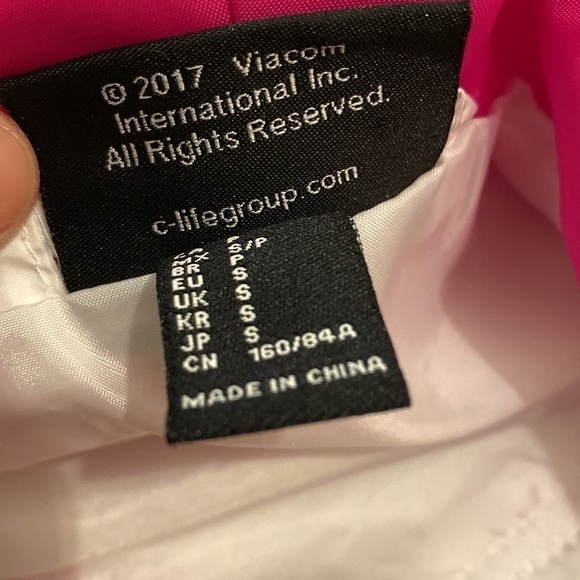 © 2017 Viacom
International Inc.
All Rights Reserved.
c-lifegroup.com
CA P
MX S/P
BR P
EU S
UK S
KR S
JP S
CN 160/84A
MADE IN CHINA